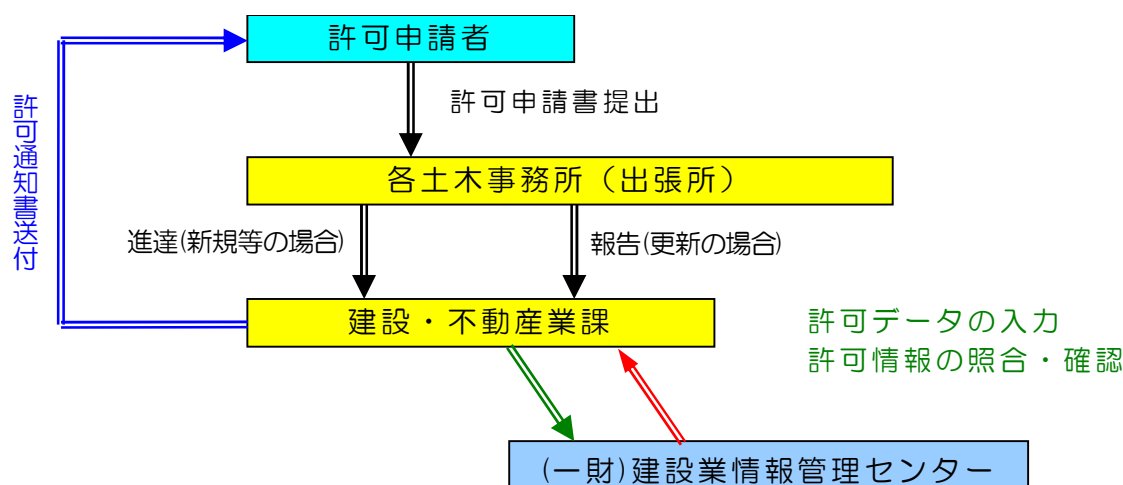 許可申請者
許可申請書提出
許可通知書送付
各土木事務所（出張所）
進達(新規等の場合)
報告(更新の場合)
建設・不動産業課
許可データの入力
許可情報の照合・確認
(一財)建設業情報管理センター